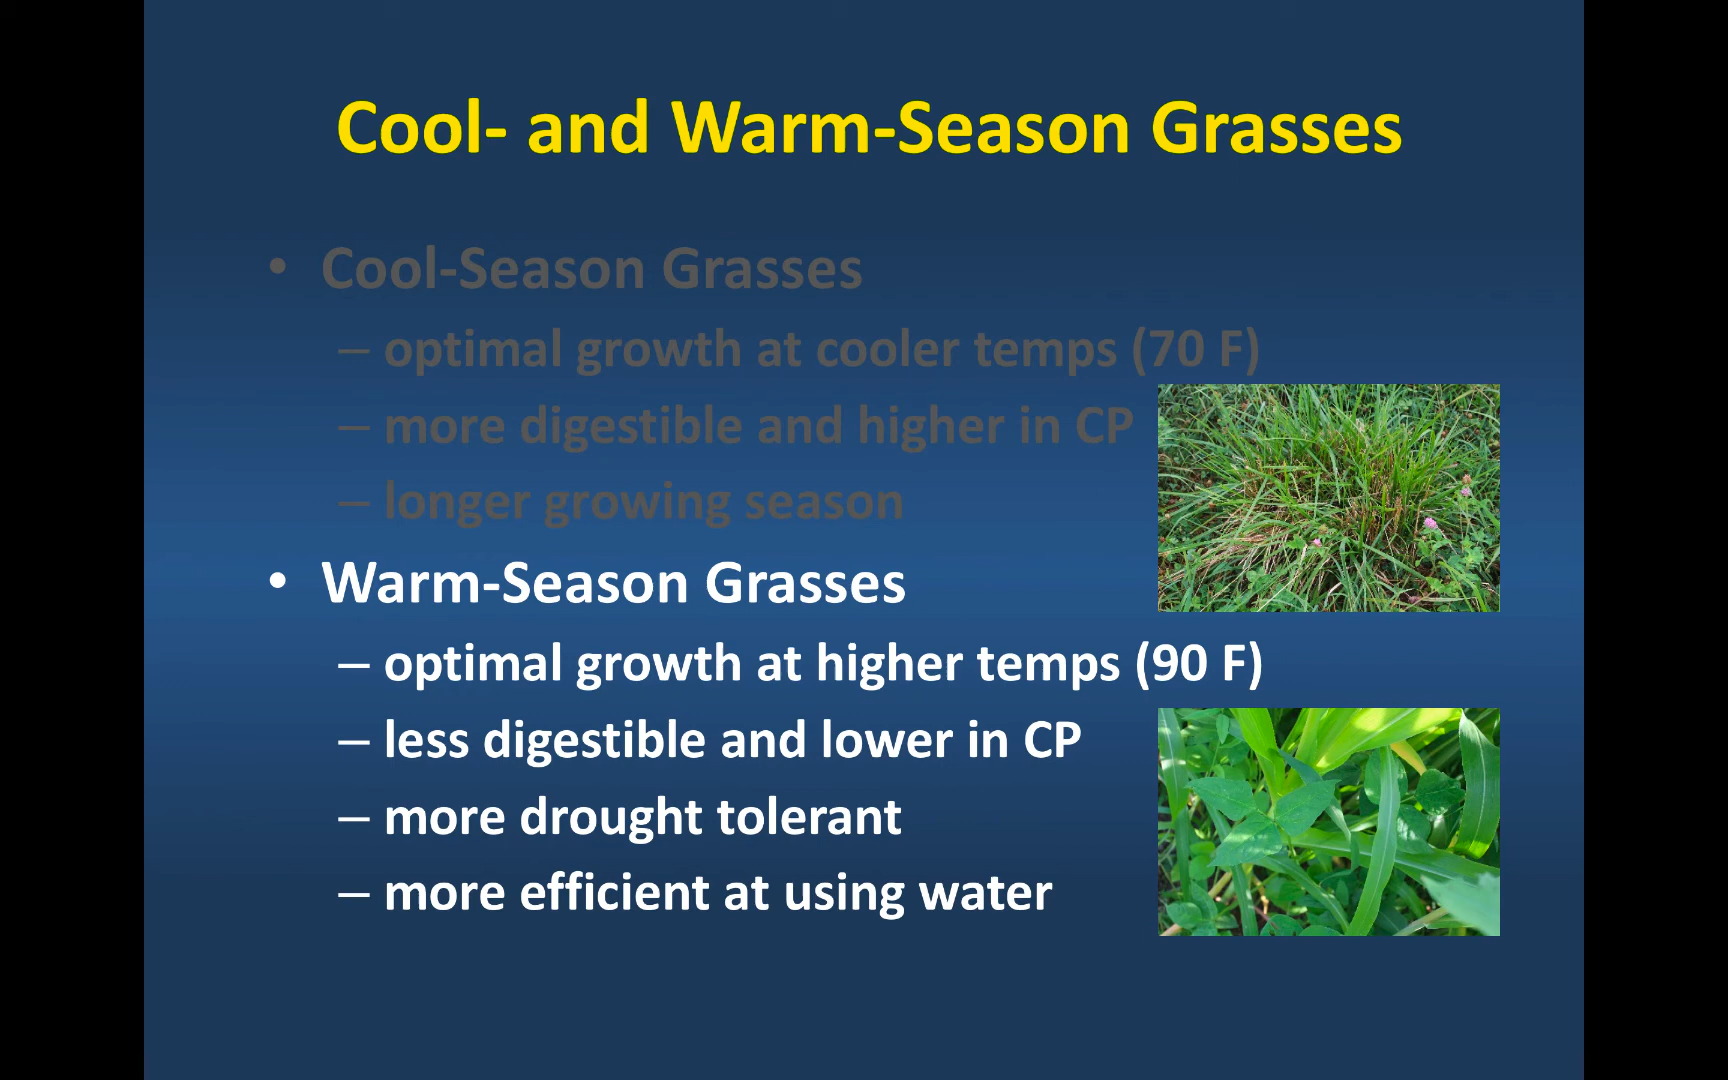 Cool- and Warm-Season Grasses
• Cool-Season Grasses
– optimal growth at cooler temps (70 F)
– more digestible and higher in CP
– longer growing season
• Warm-Season Grasses
– optimal growth at higher temps (90 F)
– less digestible and lower in CP
– more drought tolerant
– more efficient at using water